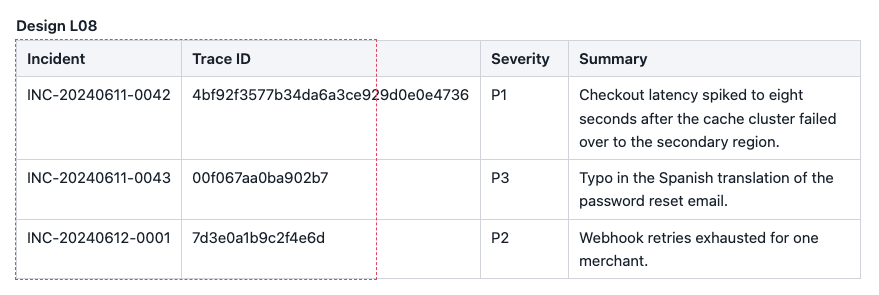 Design L08
Incident Trace ID Severity Summary
INC-20240611-0042 4bf92f3577b34da6a3ce929d0e0e4736 P1 Checkout latency spiked to eight
seconds after the cache cluster failed
over to the secondary region.
INC-20240611-0043 00f067aa0ba902b7 P3 Typo in the Spanish translation of the
password reset email.
INC-20240612-0001 7d3e0a1b9c2f4e6d P2 Webhook retries exhausted for one
merchant.